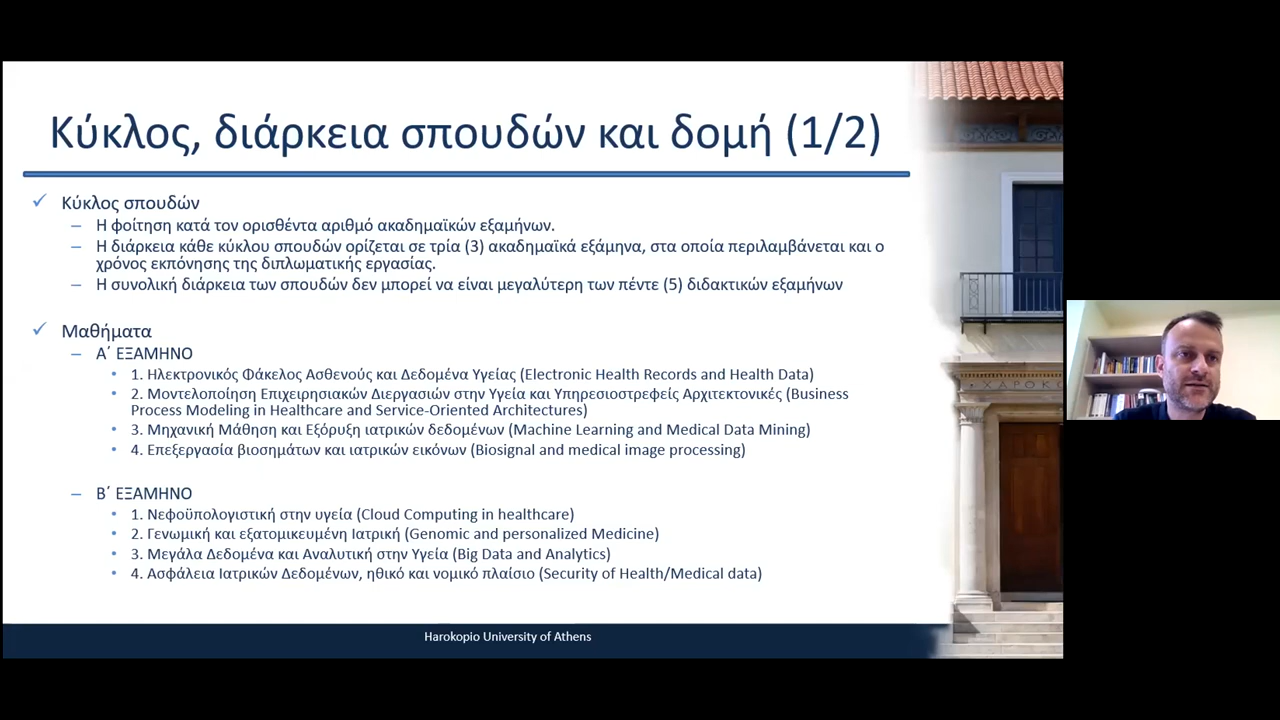 Κύκλος, διάρκεια σπουδών και δομή (1/2)
Κύκλος σπουδών
– Η φοίτηση κατά τον ορισθέντα αριθμό ακαδημαϊκών εξαμήνων.
– Η διάρκεια κάθε κύκλου σπουδών ορίζεται σε τρία (3) ακαδημαϊκά εξάμηνα, στα οποία περιλαμβάνεται και ο
χρόνος εκπόνησης της διπλωματικής εργασίας.
– Η συνολική διάρκεια των σπουδών δεν μπορεί να είναι μεγαλύτερη των πέντε (5) διδακτικών εξαμήνων
Μαθήματα
– Α΄ ΕΞΑΜΗΝΟ
• 1. Ηλεκτρονικός Φάκελος Ασθενούς και Δεδομένα Υγείας (Electronic Health Records and Health Data)
• 2. Μοντελοποίηση Επιχειρησιακών Διεργασιών στην Υγεία και Υπηρεσιοστρεφείς Αρχιτεκτονικές (Business
Process Modeling in Healthcare and Service-Oriented Architectures)
• 3. Μηχανική Μάθηση και Εξόρυξη ιατρικών δεδομένων (Machine Learning and Medical Data Mining)
• 4. Επεξεργασία βιοσημάτων και ιατρικών εικόνων (Biosignal and medical image processing)
– Β΄ ΕΞΑΜΗΝΟ
• 1. Νεφοϋπολογιστική στην υγεία (Cloud Computing in healthcare)
• 2. Γενωμική και εξατομικευμένη Ιατρική (Genomic and personalized Medicine)
• 3. Μεγάλα Δεδομένα και Αναλυτική στην Υγεία (Big Data and Analytics)
• 4. Ασφάλεια Ιατρικών Δεδομένων, ηθικό και νομικό πλαίσιο (Security of Health/Medical data)
Harokopio University of Athens
ΧΑΡΟΚΟ